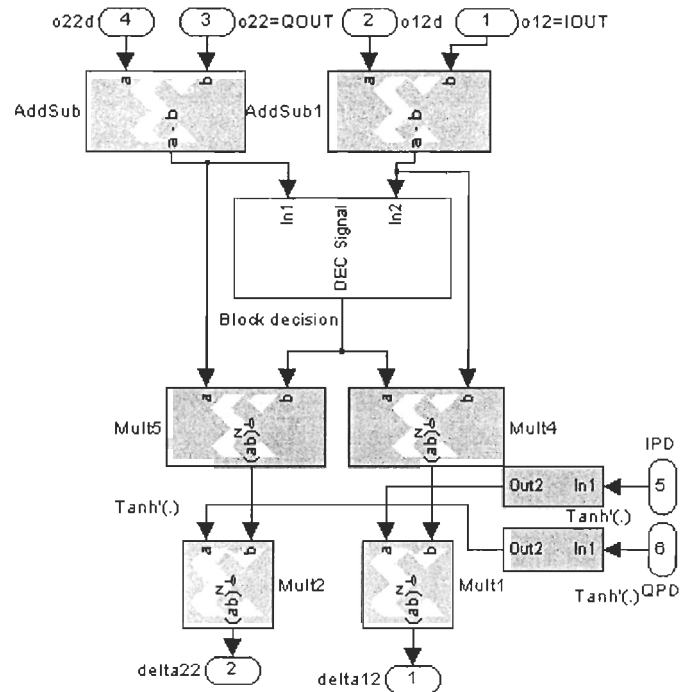 o22d 4 3 o22=QOUT o12d 2 1 o12=IOUT
a b a b
AddSub a - b AddSub1 a - b
In1 In2
DEC Signal
Block decision
a b a b
Mult5 (ab) Mult4 (ab)
IPD
Out2 In1 5
Tanh'(.) Tanh'(.)
Out2 In1 6
a b a b
Mult2 Mult1 Tanh'(.) QPD
(ab) (ab)
delta22 2 delta12 1